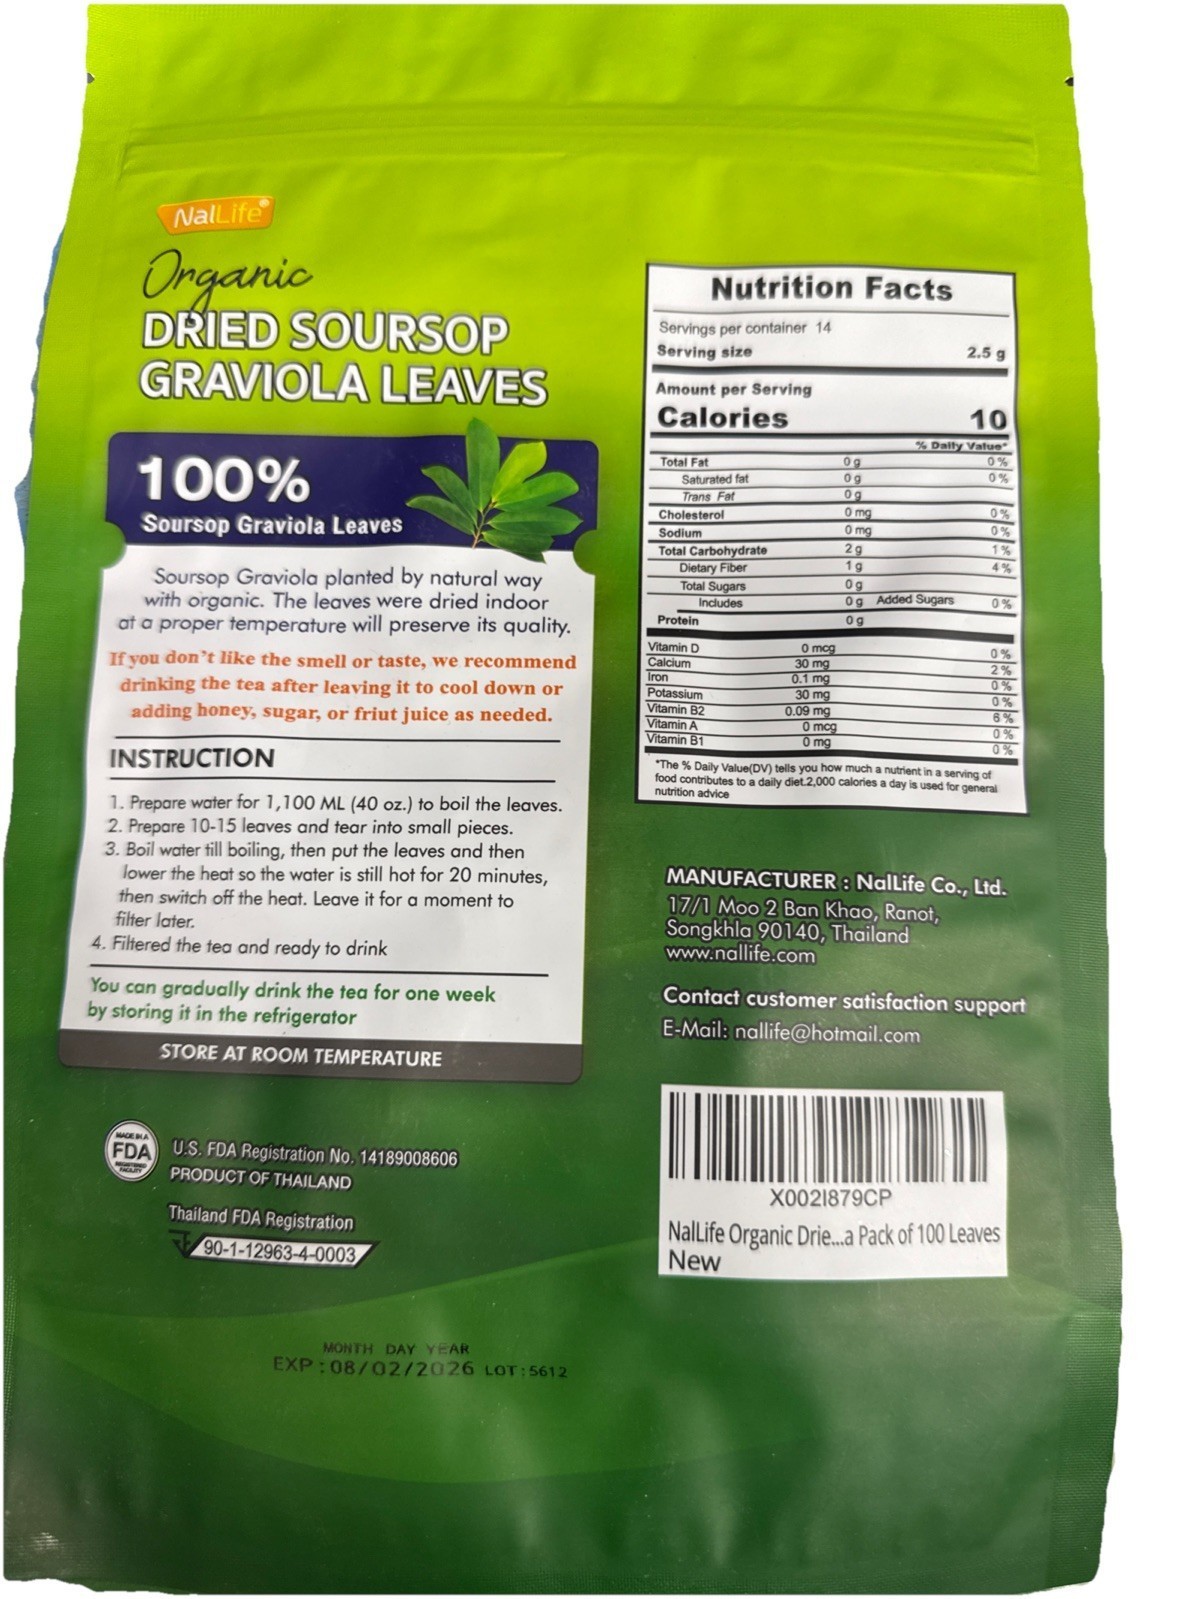 NalLife®
Organic
DRIED SOURSOP
GRAVIOLA LEAVES
100%
Soursop Graviola Leaves
Soursop Graviola planted by natural way
with organic. The leaves were dried indoor
at a proper temperature will preserve its quality.
If you don't like the smell or taste, we recommend
drinking the tea after leaving it to cool down or
adding honey, sugar, or friut juice as needed.
INSTRUCTION
1. Prepare water for 1,100 ML (40 oz.) to boil the leaves.
2. Prepare 10-15 leaves and tear into small pieces.
3. Boil water till boiling, then put the leaves and then
lower the heat so the water is still hot for 20 minutes,
then switch off the heat. Leave it for a moment to
filter later.
4. Filtered the tea and ready to drink
You can gradually drink the tea for one week
by storing it in the refrigerator
STORE AT ROOM TEMPERATURE
MADE IN A
FDA
REGISTERED
FACILITY
U.S. FDA Registration No. 14189008606
PRODUCT OF THAILAND
Thailand FDA Registration
90-1-12963-4-0003
MONTH DAY YEAR
EXP : 08/02/2026 LOT : 5612
Nutrition Facts
Servings per container 14
Serving size 2.5 g
Amount per Serving
Calories 10
% Daily Value*
Total Fat 0 g 0 %
Saturated fat 0 g 0 %
Trans Fat 0 g
Cholesterol 0 mg 0 %
Sodium 0 mg 0 %
Total Carbohydrate 2 g 1 %
Dietary Fiber 1 g 4 %
Total Sugars 0 g
Includes 0 g Added Sugars 0 %
Protein 0 g
Vitamin D 0 mcg 0 %
Calcium 30 mg 2 %
Iron 0.1 mg 0 %
Potassium 30 mg 0 %
Vitamin B2 0.09 mg 6 %
Vitamin A 0 mcg 0 %
Vitamin B1 0 mg 0 %
*The % Daily Value(DV) tells you how much a nutrient in a serving of
food contributes to a daily diet.2,000 calories a day is used for general
nutrition advice
MANUFACTURER : NalLife Co., Ltd.
17/1 Moo 2 Ban Khao, Ranot,
Songkhla 90140, Thailand
www.nallife.com
Contact customer satisfaction support
E-Mail: nallife@hotmail.com
X002I879CP
NalLife Organic Drie...a Pack of 100 Leaves
New